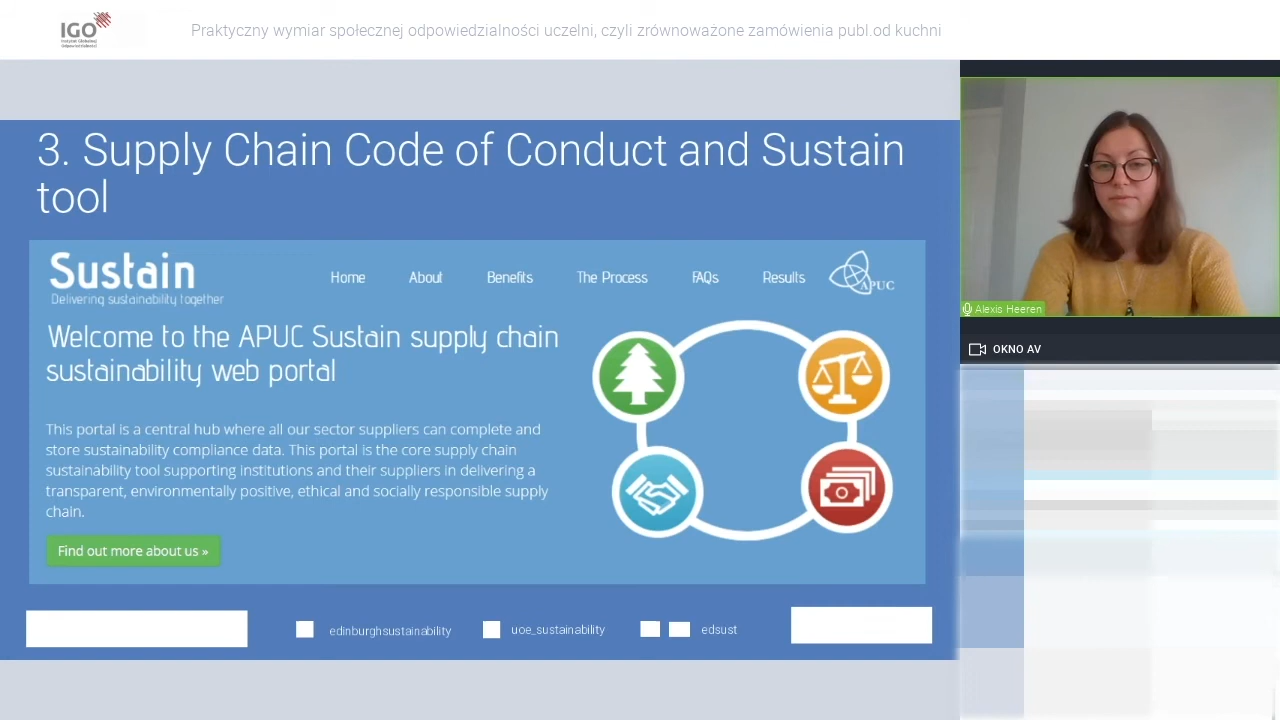 IGO
Instytut Globalnej
Odpowiedzialności
Praktyczny wymiar społecznej odpowiedzialności uczelni, czyli zrównoważone zamówienia publ.od kuchni
3. Supply Chain Code of Conduct and Sustain
tool
Sustain
Delivering sustainability together
Home About Benefits The Process FAQs Results
APUC
Welcome to the APUC Sustain supply chain
sustainability web portal
This portal is a central hub where all our sector suppliers can complete and
store sustainability compliance data. This portal is the core supply chain
sustainability tool supporting institutions and their suppliers in delivering a
transparent, environmentally positive, ethical and socially responsible supply
chain.
Find out more about us »
edinburghsustainability uoe_sustainability edsust
Alexis Heeren
OKNO AV